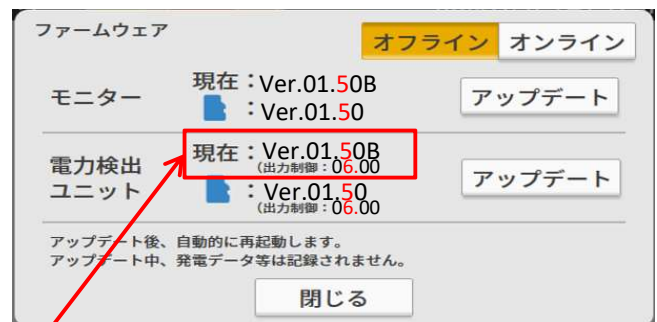 ファームウェア
オフライン オンライン
モニター
現在：Ver.01.50B
：Ver.01.50
アップデート
電力検出
ユニット
現在：Ver.01.50B
(出力制御：06.00
：Ver.01.50
(出力制御：06.00
アップデート
アップデート後、自動的に再起動します。
アップデート中、発電データ等は記録されません。
閉じる